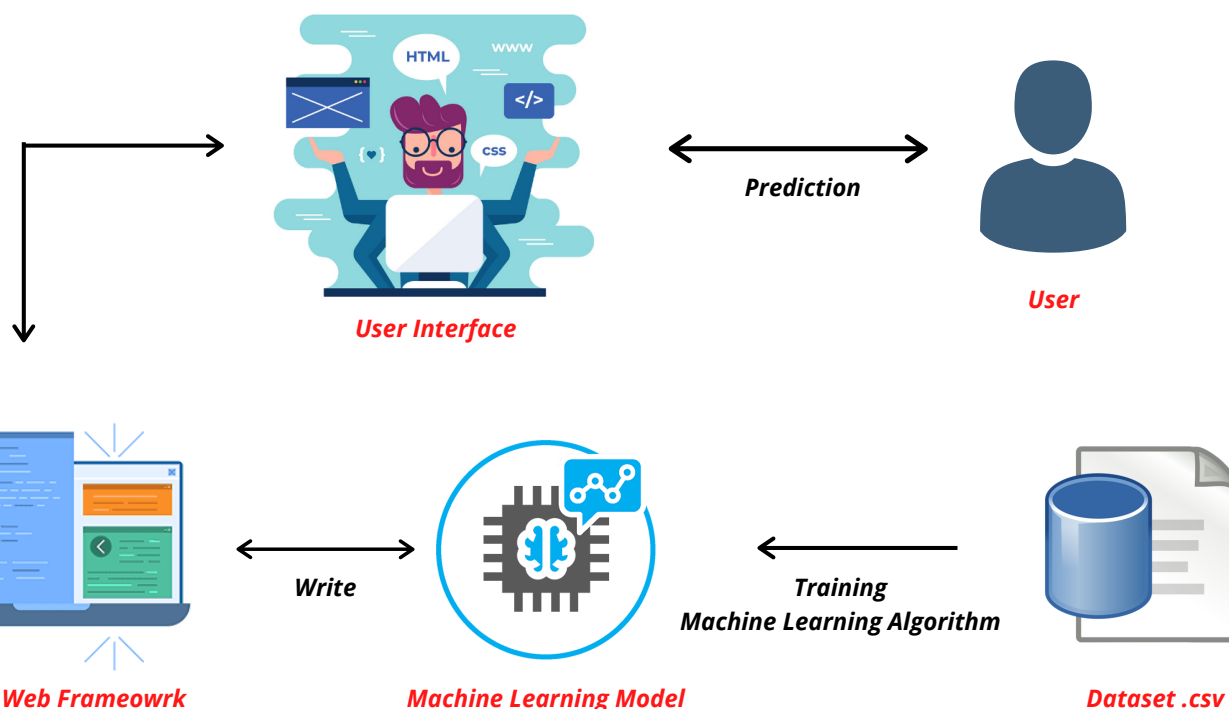 HTML
WWW
</>
{♥}
CSS
Prediction
User
User Interface
Write
Training
Machine Learning Algorithm
Web Frameowrk
Machine Learning Model
Dataset .csv